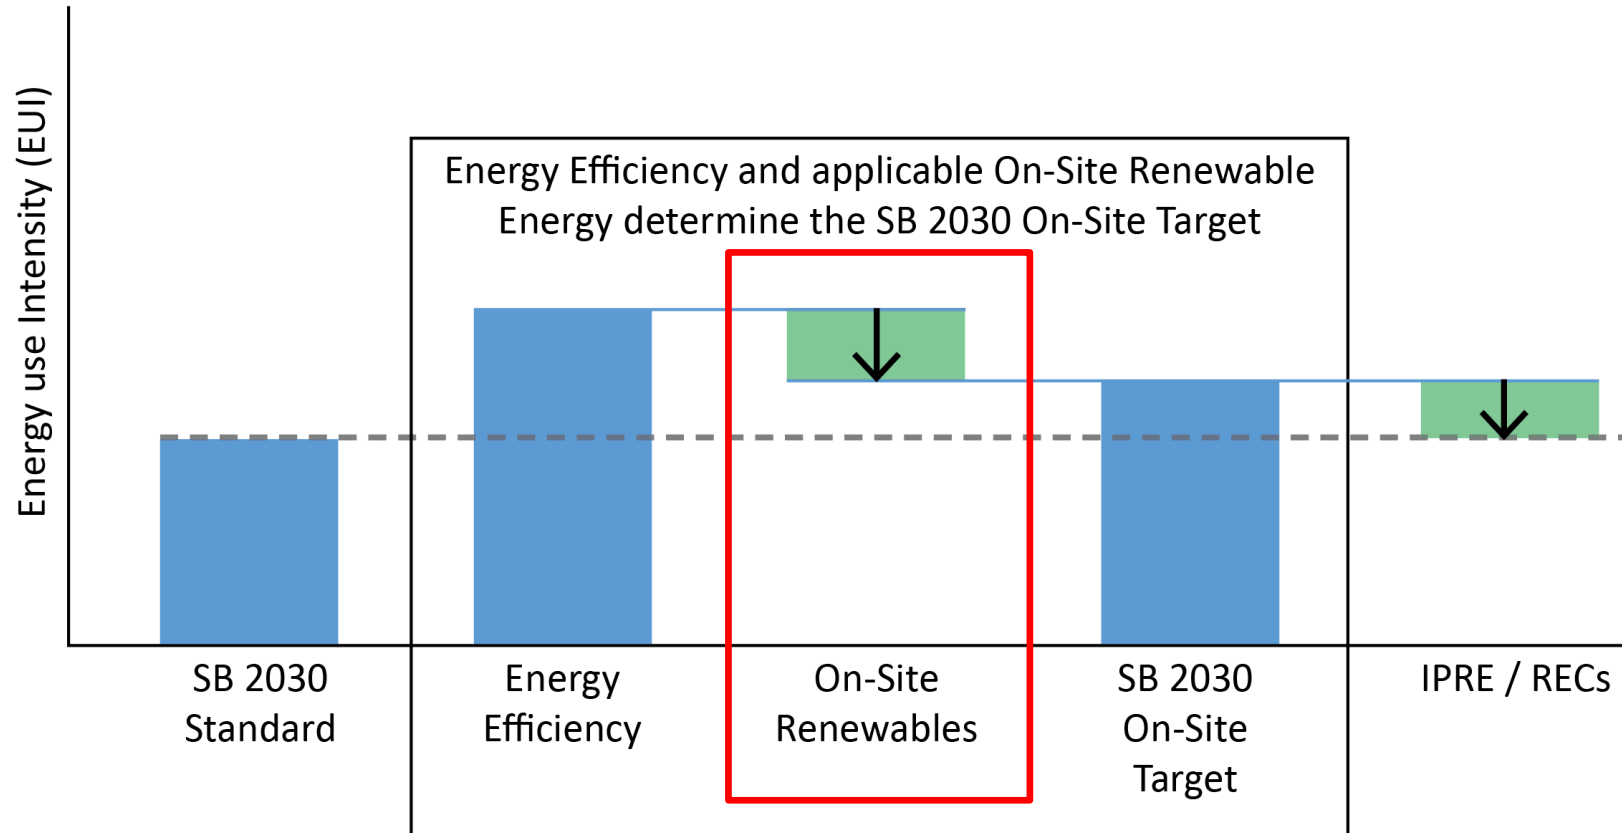 Energy use Intensity (EUI)
Energy Efficiency and applicable On-Site Renewable
Energy determine the SB 2030 On-Site Target
SB 2030
Standard
Energy
Efficiency
On-Site
Renewables
SB 2030
On-Site
Target
IPRE / RECs